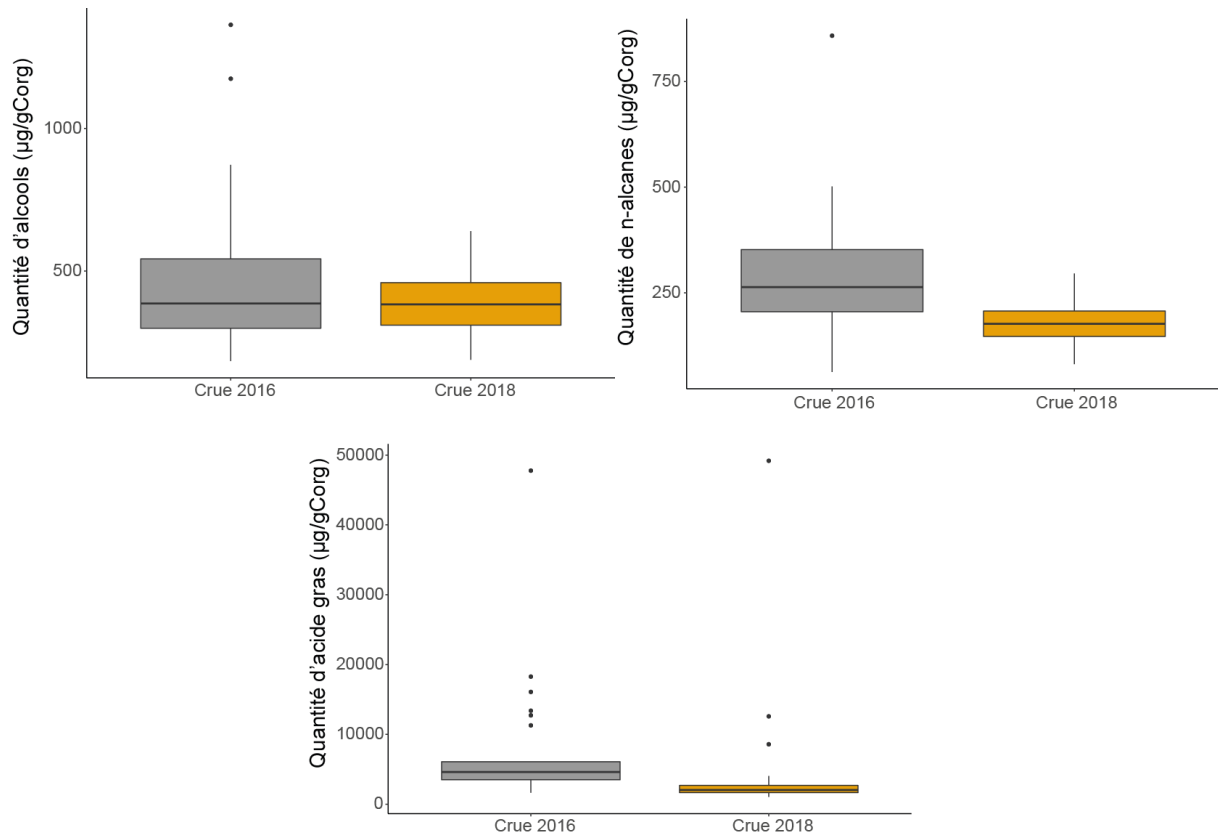 Quantité d'alcools (µg/gCorg)
1000
500
Crue 2016 Crue 2018
Quantité de n-alcanes (µg/gCorg)
750
500
250
Crue 2016 Crue 2018
Quantité d'acide gras (µg/gCorg)
50000
40000
30000
20000
10000
0
Crue 2016 Crue 2018